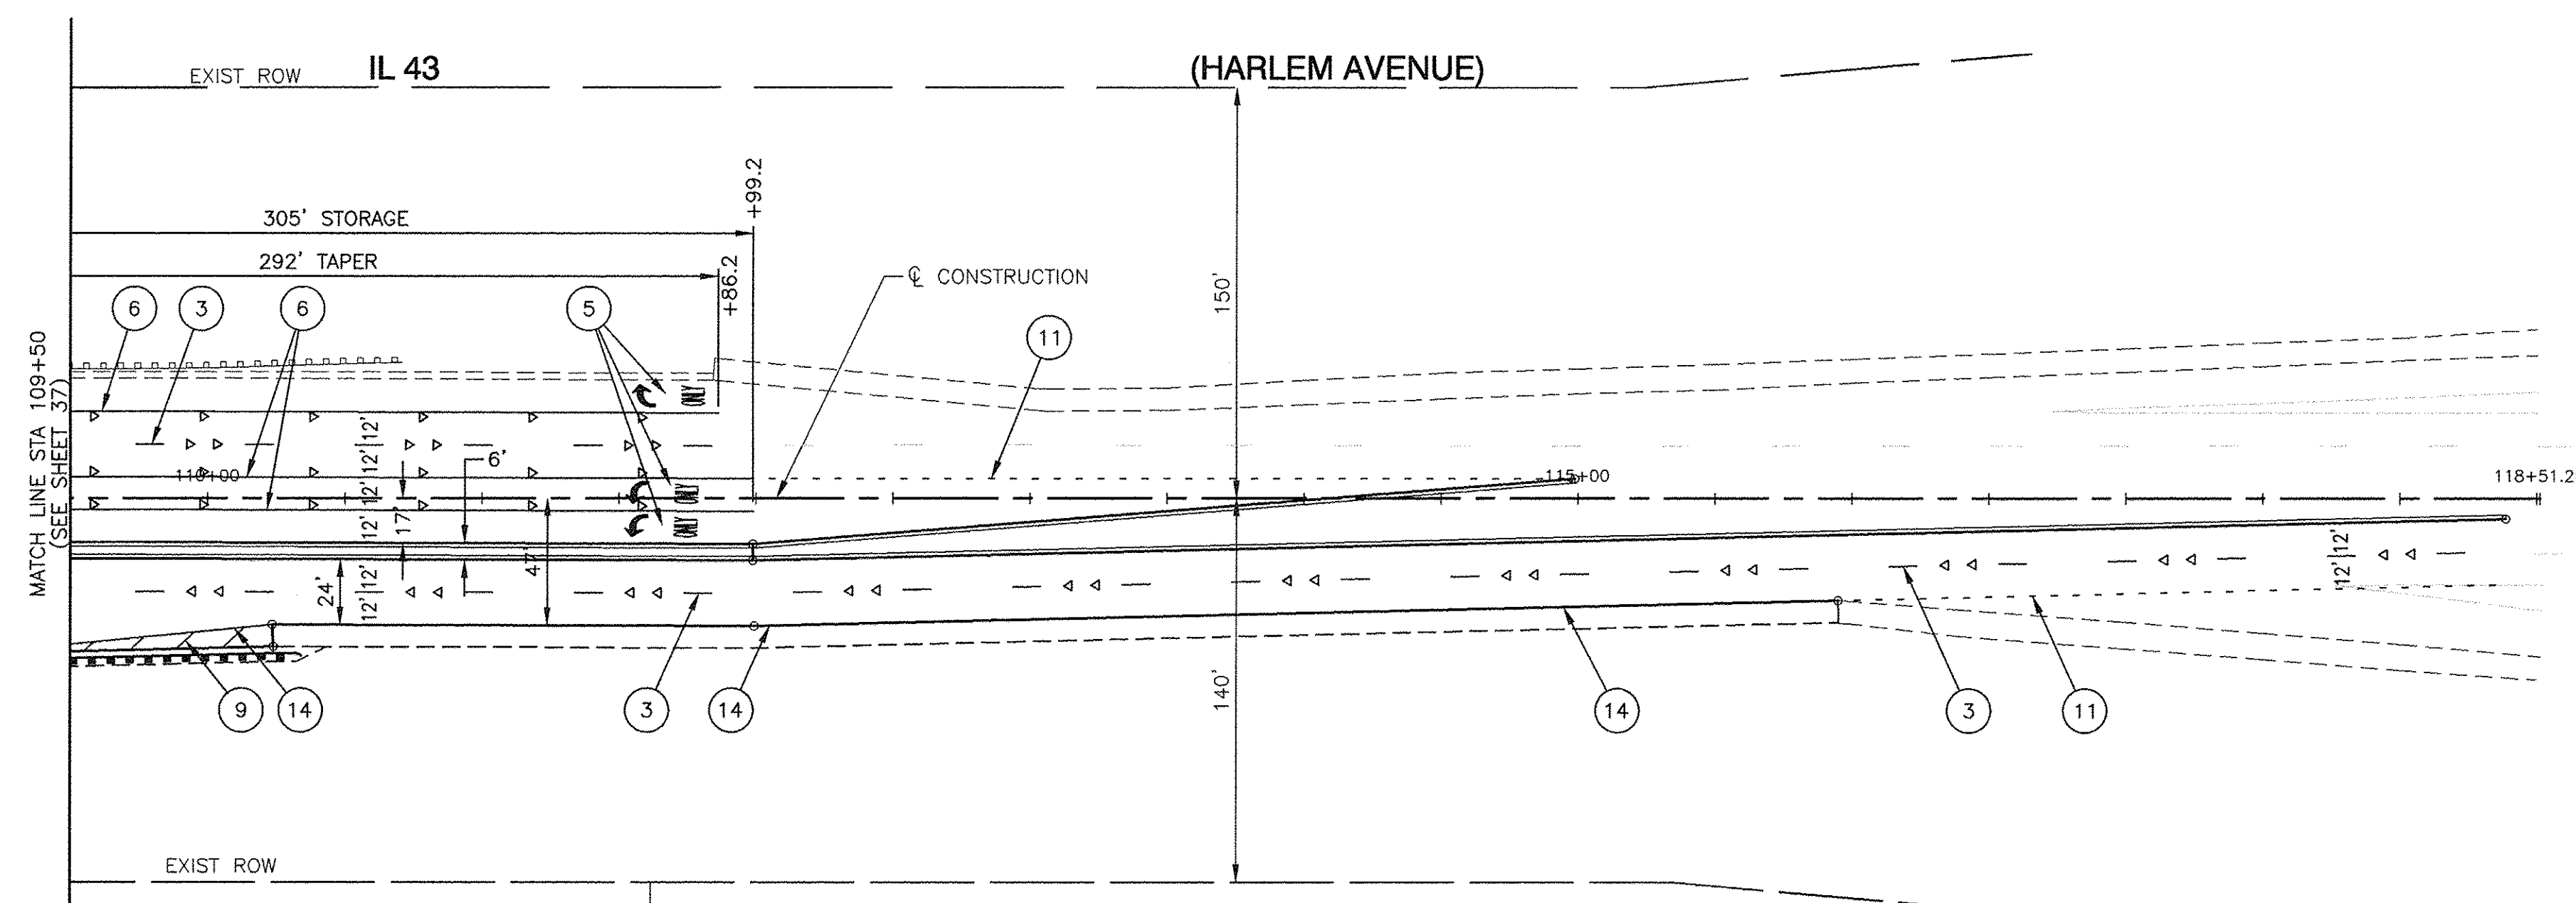 EXIST ROW
IL 43
(HARLEM AVENUE)
305' STORAGE
+99.2
292' TAPER
+86.2
℄ CONSTRUCTION
150'
6
3
6
5
11
MATCH LINE STA 109+50
(SEE SHEET 37)
ONLY
12'|12'
12'
6'
110+00
12'
ONLY
115+00
118+51.2
12'
17'
ONLY
47'
12'|12'
24'
12'|12'
9
14
3
14
140'
14
3
11
EXIST ROW